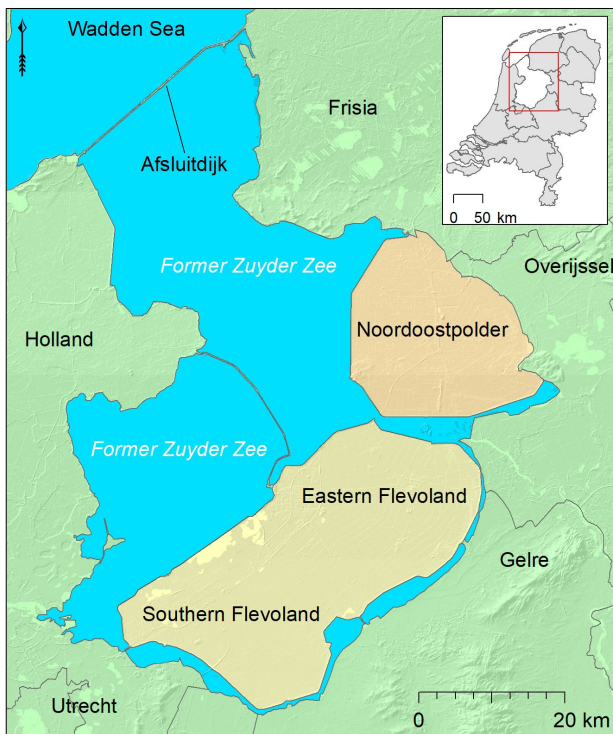 Wadden Sea
Frisia
Afsluitdijk
0 50 km
Former Zuyder Zee
Overijssel
Noordoostpolder
Holland
Former Zuyder Zee
Eastern Flevoland
Gelre
Southern Flevoland
Utrecht
0 20 km